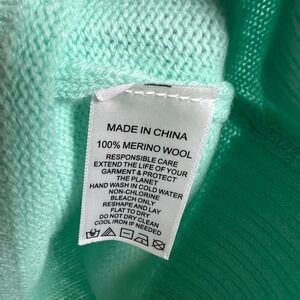 MADE IN CHINA
100% MERINO WOOL
RESPONSIBLE CARE
EXTEND THE LIFE OF YOUR
GARMENT & PROTECT
THE PLANET
HAND WASH IN COLD WATER
NON-CHLORINE
BLEACH ONLY
RESHAPE AND LAY
FLAT TO DRY
DO NOT DRY CLEAN
COOL IRON IF NEEDED